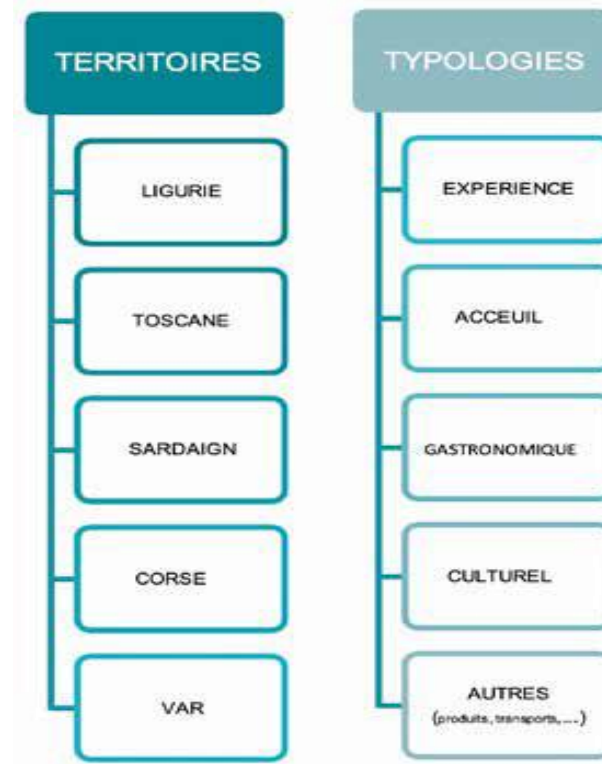 TERRITOIRES
LIGURIE
TOSCANE
SARDAIGN
CORSE
VAR
TYPOLOGIES
EXPERIENCE
ACCEUIL
GASTRONOMIQUE
CULTUREL
AUTRES
(produits, transports, ....)